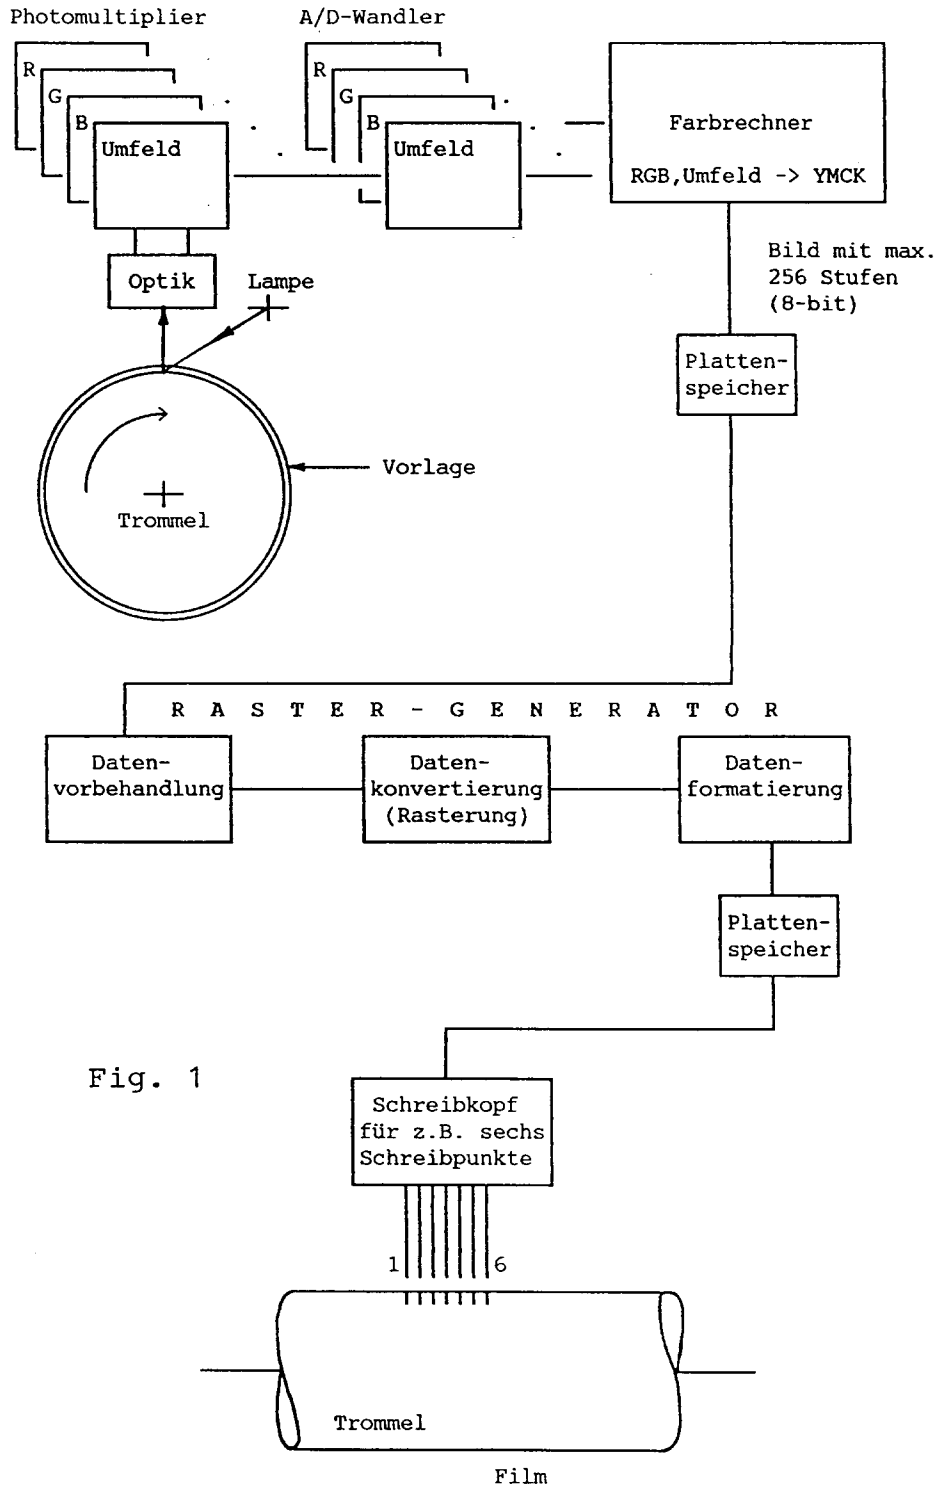 Photomultiplier
A/D-Wandler
R
G
B
Umfeld
R
G
B
Umfeld
Farbrechner
RGB,Umfeld -> YMCK
Optik
Lampe
Bild mit max.
256 Stufen
(8-bit)
Platten-
speicher
Vorlage
Trommel
RASTER-GENERATOR
Daten-
vorbehandlung
Daten-
konvertierung
(Rasterung)
Daten-
formatierung
Platten-
speicher
Fig. 1
Schreibkopf
für z.B. sechs
Schreibpunkte
1
6
Trommel
Film